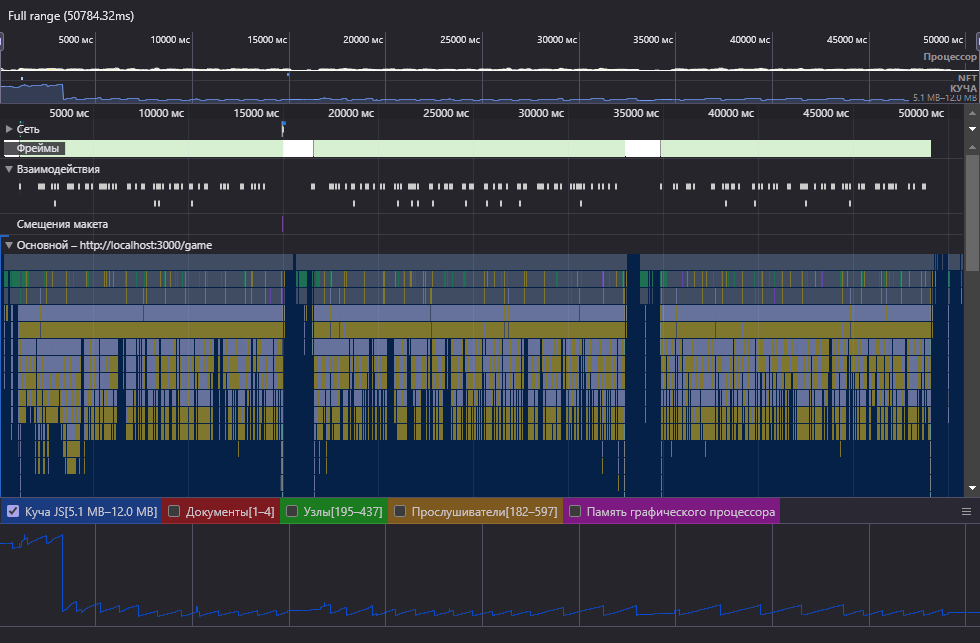 Full range (50784.32ms)
5000 мс 10000 мс 15000 мс 20000 мс 25000 мс 30000 мс 35000 мс 40000 мс 45000 мс 50000 мс
Процессор
NFT
КУЧА
5.1 MB–12.0 MB
5000 мс 10000 мс 15000 мс 20000 мс 25000 мс 30000 мс 35000 мс 40000 мс 45000 мс 50000 мс
Сеть
Фреймы
Взаимодействия
Смещения макета
Основной – http://localhost:3000/game
Куча JS[5.1 MB–12.0 MB] Документы[1–4] Узлы[195–437] Прослушиватели[182–597] Память графического процессора